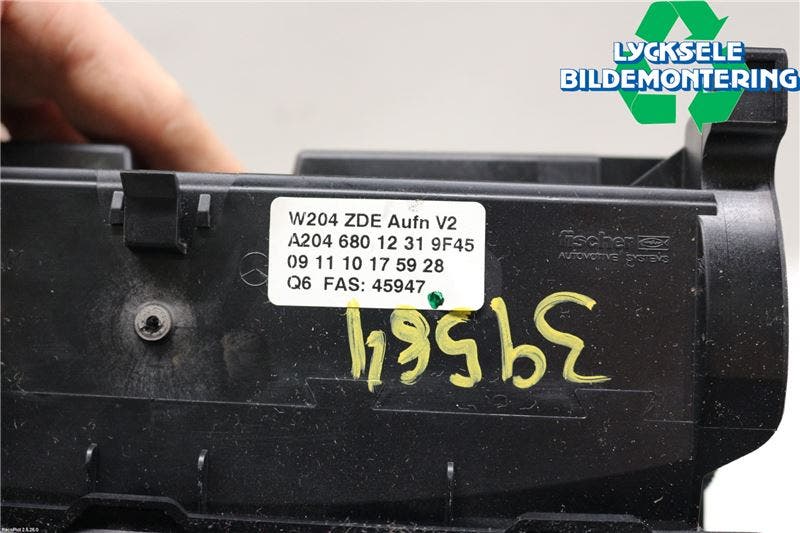 LYCKSELE
BILDEMONTERING
W204 ZDE Aufn V2
A204 680 12 31 9F45
09 11 10 17 59 28
Q6 FAS: 45947
fischer
AUTOMOTIVE SYSTEMS